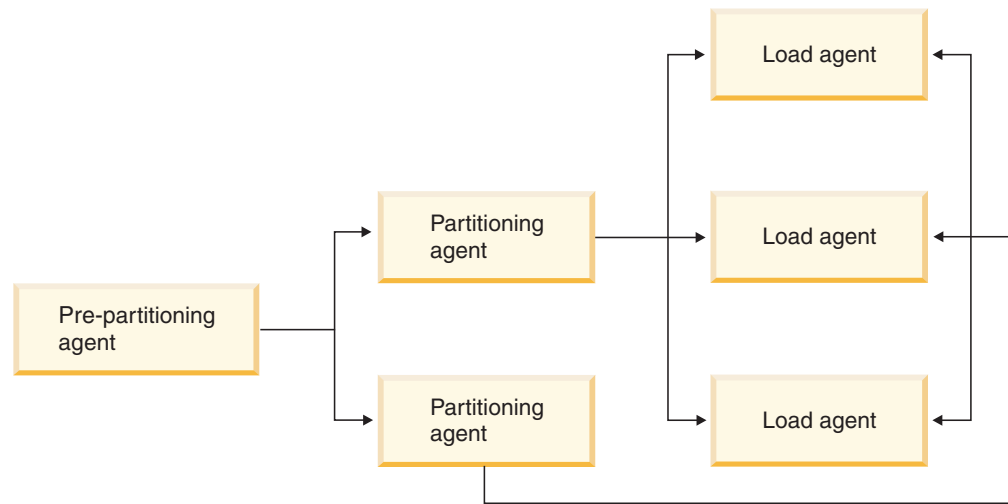 Load agent
Partitioning
agent
Load agent
Pre-partitioning
agent
Partitioning
agent
Load agent